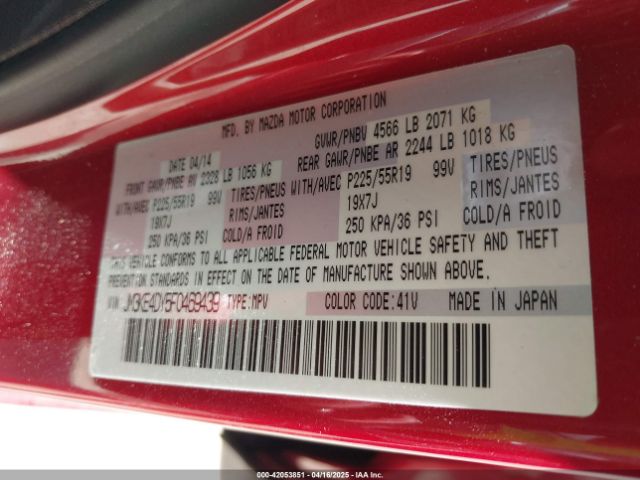 MFD. BY MAZDA MOTOR CORPORATION
DATE 04/14 GVWR/PNBV 4566 LB 2071 KG
FRONT GAWR/PNBE AV 2328 LB 1056 KG REAR GAWR/PNBE AR 2244 LB 1018 KG
WITH/AVEC P225/55R19 99V TIRES/PNEUS WITH/AVEC P225/55R19 99V TIRES/PNEUS
19X7J RIMS/JANTES 19X7J RIMS/JANTES
250 KPA/36 PSI COLD/A FROID 250 KPA/36 PSI COLD/A FROID
THIS VEHICLE CONFORMS TO ALL APPLICABLE FEDERAL MOTOR VEHICLE SAFETY AND THEFT
PREVENTION STANDARDS IN EFFECT ON THE DATE OF MANUFACTURE SHOWN ABOVE.
VIN: TYPE:MPV COLOR CODE:41V MADE IN JAPAN
00-42053851 - 04/16/2025 - IAA Inc.